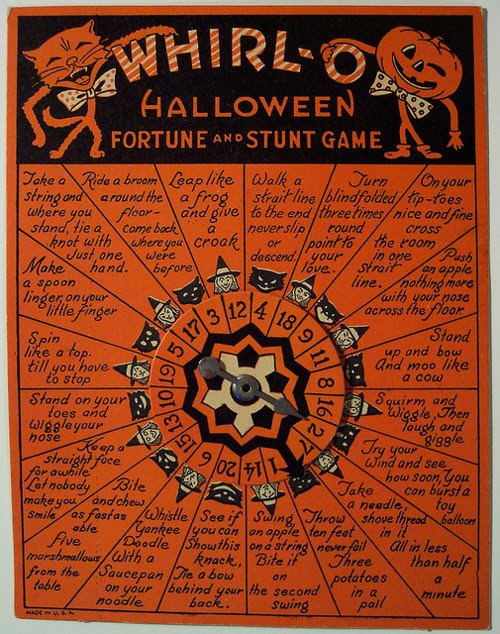 WHIRL-O
HALLOWEEN
FORTUNE AND STUNT GAME
Take a
string and
where you
stand, tie a
knot with
Just one
hand.
Ride a broom
around the
floor-
come back
where you
were
before
Leap like
a frog
and give
a
croak
Walk a
strait line
to the end
never slip
or
descend.
Turn
blindfolded
three times
round
point to
your
love.
On your
tip-toes
nice and fine
cross
the room
in one
strait
line.
Push
an apple
nothing more
with your nose
across the floor.
Stand
up and bow
And moo like
a cow
Squirm and
Wiggle, Then
laugh and
giggle
Try your
Wind and see
how soon, You
can burst a
toy
balloon
Take
a needle,
shove thread
in it
All in less
than half
a
minute
Throw
ten feet
never fail
Three
potatoes
in a
pail
Swing
an apple
on a string
Bite it
on
the second
swing
See if
you can
Show this
knack,
Tie a bow
behind your
back.
Whistle
Yankee
Doodle
With a
Saucepan
on your
noodle
Bite
and chew
as fast as
able
Five
marshmallows
from the
table
Keep a
straight face
for awhile
Let nobody
make you
smile
Stand on your
toes and
Wiggle your
nose
Spin
like a top
till you have
to stop
Make
a spoon
linger, on your
little finger
12
4
18
9
11
8
16
2
17
14
1
20
6
15
13
10
19
5
17
3
MADE IN U.S.A.